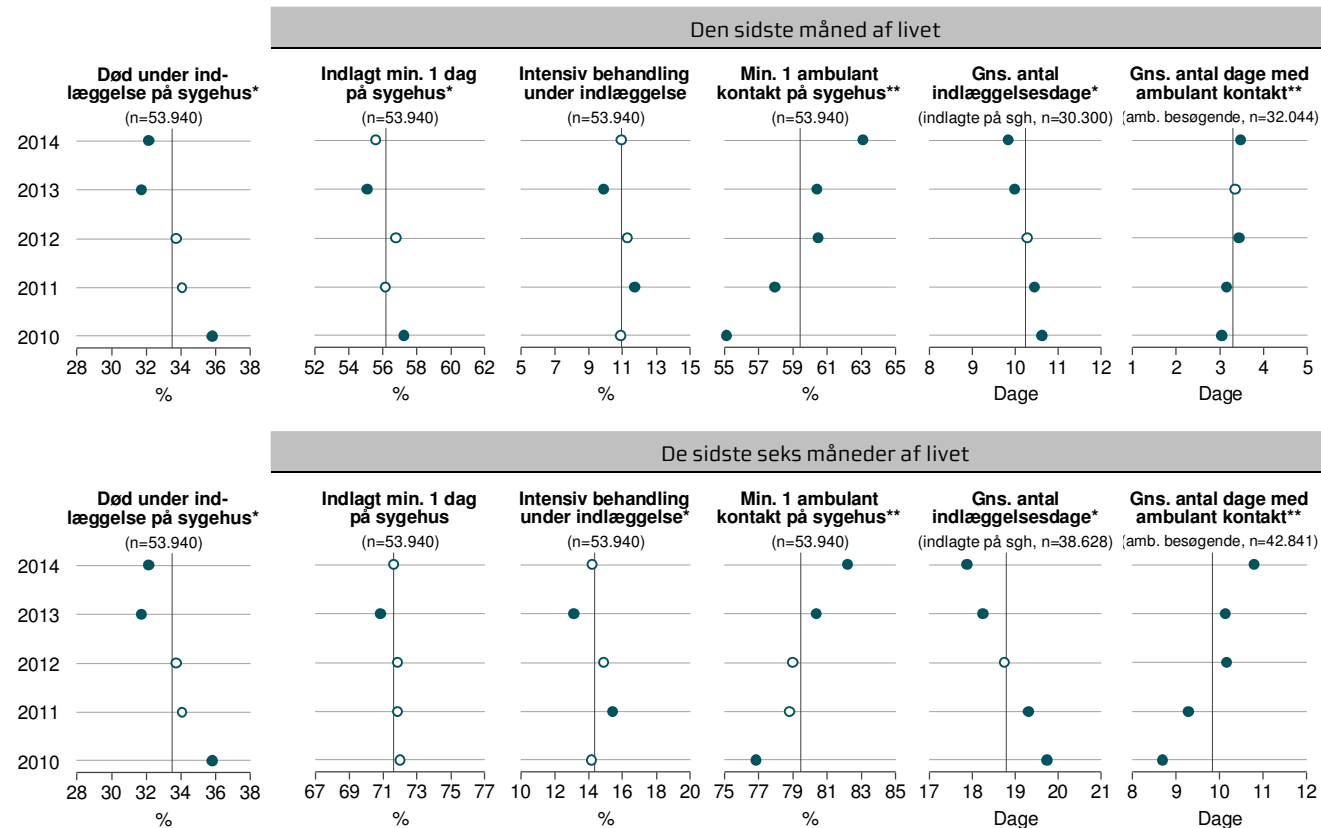 Den sidste måned af livet
Død under ind-
læggelse på sygehus*
(n=53.940)
Indlagt min. 1 dag
på sygehus*
(n=53.940)
Intensiv behandling
under indlæggelse
(n=53.940)
Min. 1 ambulant
kontakt på sygehus**
(n=53.940)
Gns. antal
indlæggelsesdage*
(indlagte på sgh, n=30.300)
Gns. antal dage med
ambulant kontakt**
(amb. besøgende, n=32.044)
2014
2013
2012
2011
2010
28 30 32 34 36 38
%
52 54 56 58 60 62
%
5 7 9 11 13 15
%
55 57 59 61 63 65
%
8 9 10 11 12
Dage
1 2 3 4 5
Dage
De sidste seks måneder af livet
Død under ind-
læggelse på sygehus*
(n=53.940)
Indlagt min. 1 dag
på sygehus
(n=53.940)
Intensiv behandling
under indlæggelse*
(n=53.940)
Min. 1 ambulant
kontakt på sygehus**
(n=53.940)
Gns. antal
indlæggelsesdage*
(indlagte på sgh, n=38.628)
Gns. antal dage med
ambulant kontakt**
(amb. besøgende, n=42.841)
2014
2013
2012
2011
2010
28 30 32 34 36 38
%
67 69 71 73 75 77
%
10 12 14 16 18 20
%
75 77 79 81 83 85
%
17 18 19 20 21
Dage
8 9 10 11 12
Dage